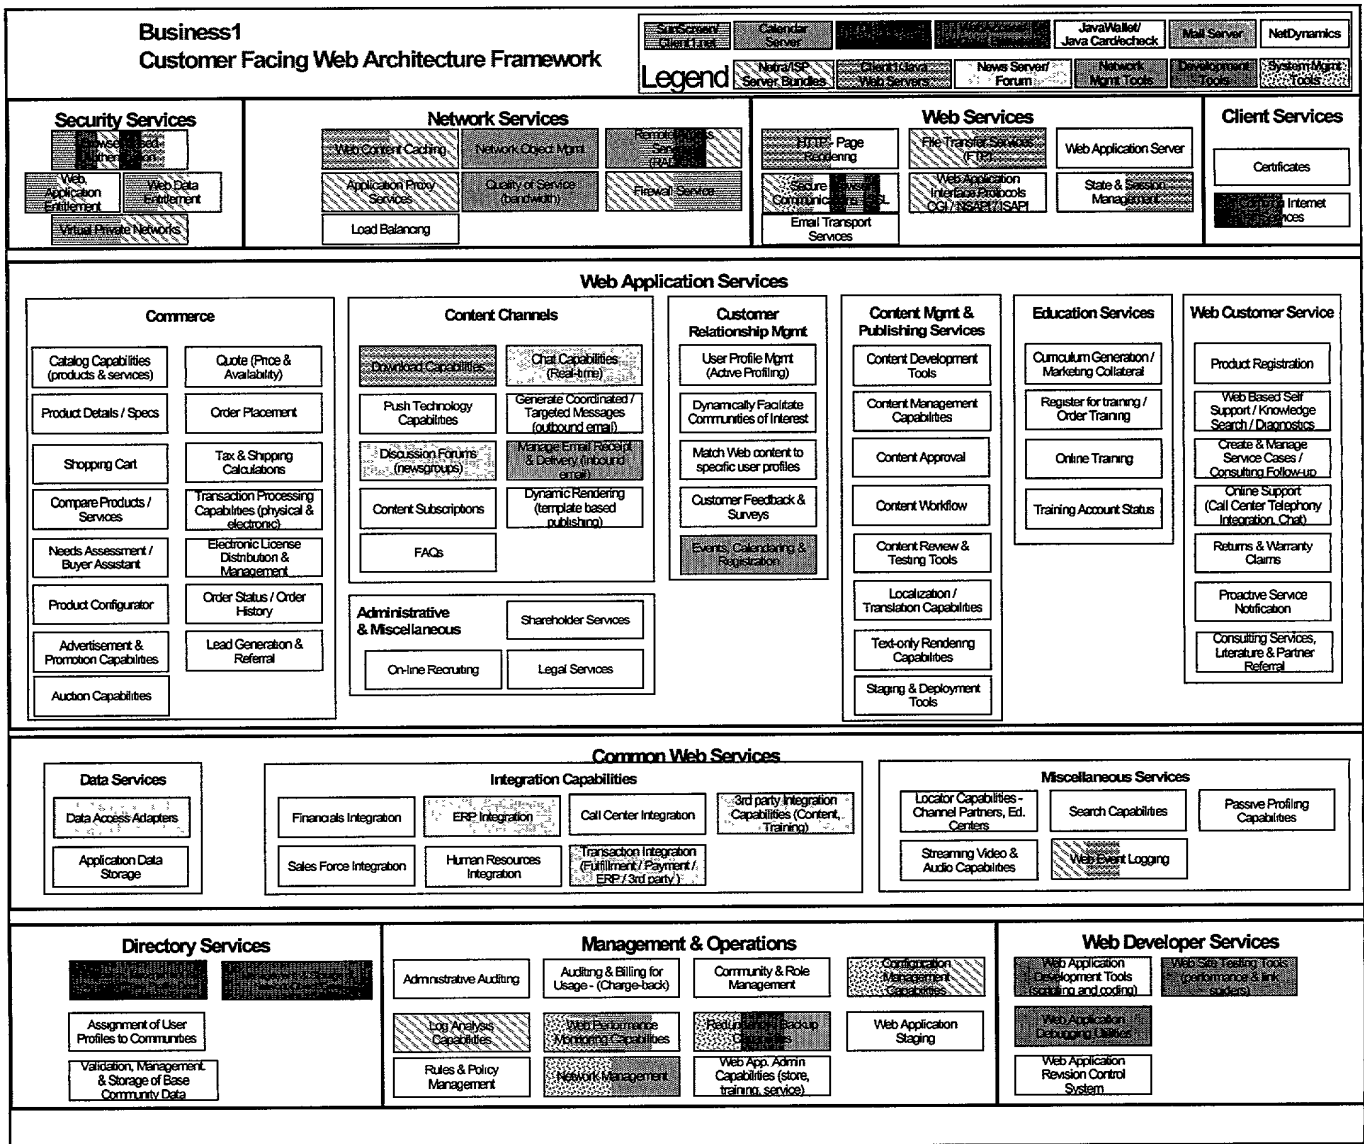 Business1
Customer Facing Web Architecture Framework
Legend
SunScreen/
Client Fnet
Calendar
Server
JavaWallet/
Java Card/echeck
Mail Server
NetDynamics
Netra/ISP
Server Bundles
Client1/Java
Web Servers
News Server/
Forum
Network
Mgmt Tools
Development
Tools
System Mgmt
Tools
Security Services
Browser Based
Authentication
Web,
Application
Entitlement
Web Data
Entitlement
Virtual Private Networks
Network Services
Web Content Caching
Network Object Mgmt
Remote Access
Services
(RAD)
Application Proxy
Services
Quality of Service
(bandwidth)
Firewall Service
Load Balancing
Web Services
HTTP - Page
Rendering
File Transfer Services
(FTP)
Web Application Server
Secure
Communications SSL
Web Application
Interface Protocols
CGI / NSAPI / ISAPI
State & Session
Management
Email Transport
Services
Client Services
Certificates
Internet
Services
Web Application Services
Commerce
Catalog Capabilities
(products & services)
Quote (Price &
Availability)
Product Details / Specs
Order Placement
Shopping Cart
Tax & Shipping
Calculations
Compare Products /
Services
Transaction Processing
Capabilities (physical &
electronic)
Needs Assessment /
Buyer Assistant
Electronic License
Distribution &
Management
Product Configurator
Order Status / Order
History
Advertisement &
Promotion Capabilities
Lead Generation &
Referral
Auction Capabilities
Content Channels
Download Capabilities
Chat Capabilities
(Real-time)
Push Technology
Capabilities
Generate Coordinated /
Targeted Messages
(outbound email)
Discussion Forums
(newsgroups)
Manage Email Receipt
& Delivery (inbound
email)
Content Subscriptions
Dynamic Rendering
(template based
publishing)
FAQs
Administrative
& Miscellaneous
Shareholder Services
On-line Recruiting
Legal Services
Customer
Relationship Mgmt
User Profile Mgmt
(Active Profiling)
Dynamically Facilitate
Communities of Interest
Match Web content to
specific user profiles
Customer Feedback &
Surveys
Events, Calendaring &
Registration
Content Mgmt &
Publishing Services
Content Development
Tools
Content Management
Capabilities
Content Approval
Content Workflow
Content Review &
Testing Tools
Localization /
Translation Capabilities
Text-only Rendering
Capabilities
Staging & Deployment
Tools
Education Services
Curriculum Generation /
Marketing Collateral
Register for training /
Order Training
Online Training
Training Account Status
Web Customer Service
Product Registration
Web Based Self
Support / Knowledge
Search / Diagnostics
Create & Manage
Service Cases /
Consulting Follow-up
Online Support
(Call Center Telephony
Integration, Chat)
Returns & Warranty
Claims
Proactive Service
Notification
Consulting Services,
Literature & Partner
Referral
Common Web Services
Data Services
Data Access Adapters
Application Data
Storage
Integration Capabilities
Financials Integration
ERP Integration
Call Center Integration
3rd party Integration
Capabilities (Content,
Training)
Sales Force Integration
Human Resources
Integration
Transaction Integration
(Fulfillment / Payment /
ERP / 3rd party )
Miscellaneous Services
Locator Capabilities -
Channel Partners, Ed.
Centers
Search Capabilities
Passive Profiling
Capabilities
Streaming Video &
Audio Capabilities
Web Event Logging
Directory Services
Assignment of User
Profiles to Communities
Validation, Management,
& Storage of Base
Community Data
Management & Operations
Administrative Auditing
Auditing & Billing for
Usage - (Charge-back)
Community & Role
Management
Configuration
Management
Capabilities
Log Analysis
Capabilities
Web Performance
Monitoring Capabilities
Redundancy, Backup
Capabilities
Web Application
Staging
Rules & Policy
Management
Network Management
Web App. Admin
Capabilities (store,
training, service)
Web Developer Services
Web Application
Development Tools
(scripting and coding)
Web Site Testing Tools
(performance & link
spiders)
Web Application
Debugging Utilities
Web Application
Revision Control
System